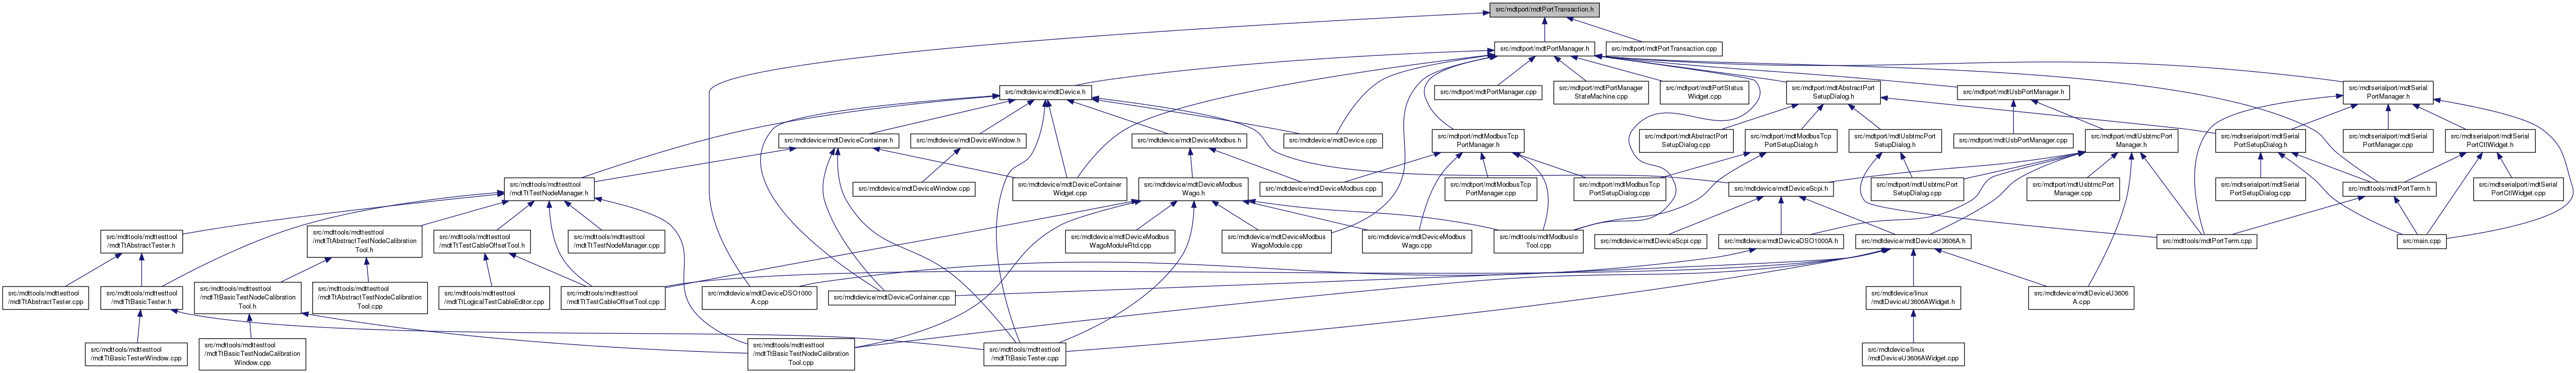 src/mdtport/mdtPortTransaction.h
src/mdtport/mdtPortManager.h
src/mdtport/mdtPortTransaction.cpp
src/mdtdevice/mdtDevice.h
src/mdtport/mdtPortManager.cpp
src/mdtport/mdtPortManager
StateMachine.cpp
src/mdtport/mdtPortStatus
Widget.cpp
src/mdtport/mdtAbstractPort
SetupDialog.h
src/mdtport/mdtUsbPortManager.h
src/mdtserialport/mdtSerial
PortManager.h
src/mdtdevice/mdtDeviceContainer.h
src/mdtdevice/mdtDeviceWindow.h
src/mdtdevice/mdtDeviceModbus.h
src/mdtdevice/mdtDevice.cpp
src/mdtport/mdtModbusTcp
PortManager.h
src/mdtport/mdtAbstractPort
SetupDialog.cpp
src/mdtport/mdtModbusTcp
PortSetupDialog.h
src/mdtport/mdtUsbtmcPort
SetupDialog.h
src/mdtport/mdtUsbPortManager.cpp
src/mdtport/mdtUsbtmcPort
Manager.h
src/mdtserialport/mdtSerial
PortSetupDialog.h
src/mdtserialport/mdtSerial
PortManager.cpp
src/mdtserialport/mdtSerial
PortCtlWidget.h
src/mdttools/mdttesttool
/mdtTtTestNodeManager.h
src/mdtdevice/mdtDeviceWindow.cpp
src/mdtdevice/mdtDeviceContainer
Widget.cpp
src/mdtdevice/mdtDeviceModbus
Wago.h
src/mdtdevice/mdtDeviceModbus.cpp
src/mdtport/mdtModbusTcp
PortManager.cpp
src/mdtport/mdtModbusTcp
PortSetupDialog.cpp
src/mdtdevice/mdtDeviceScpi.h
src/mdtport/mdtUsbtmcPort
SetupDialog.cpp
src/mdtport/mdtUsbtmcPort
Manager.cpp
src/mdtserialport/mdtSerial
PortSetupDialog.cpp
src/mdttools/mdtPortTerm.h
src/mdtserialport/mdtSerial
PortCtlWidget.cpp
src/mdttools/mdttesttool
/mdtTtAbstractTester.h
src/mdttools/mdttesttool
/mdtTtAbstractTestNodeCalibration
Tool.h
src/mdttools/mdttesttool
/mdtTtTestCableOffsetTool.h
src/mdttools/mdttesttool
/mdtTtTestNodeManager.cpp
src/mdtdevice/mdtDeviceModbus
WagoModuleRtd.cpp
src/mdtdevice/mdtDeviceModbus
WagoModule.cpp
src/mdtdevice/mdtDeviceModbus
Wago.cpp
src/mdttools/mdtModbusIo
Tool.cpp
src/mdtdevice/mdtDeviceScpi.cpp
src/mdtdevice/mdtDeviceDSO1000A.h
src/mdtdevice/mdtDeviceU3606A.h
src/mdttools/mdtPortTerm.cpp
src/main.cpp
src/mdttools/mdttesttool
/mdtTtAbstractTester.cpp
src/mdttools/mdttesttool
/mdtTtBasicTester.h
src/mdttools/mdttesttool
/mdtTtBasicTestNodeCalibration
Tool.h
src/mdttools/mdttesttool
/mdtTtAbstractTestNodeCalibration
Tool.cpp
src/mdttools/mdttesttool
/mdtTtLogicalTestCableEditor.cpp
src/mdttools/mdttesttool
/mdtTtTestCableOffsetTool.cpp
src/mdtdevice/mdtDeviceDSO1000
A.cpp
src/mdtdevice/mdtDeviceContainer.cpp
src/mdtdevice/linux
/mdtDeviceU3606AWidget.h
src/mdtdevice/mdtDeviceU3606
A.cpp
src/mdttools/mdttesttool
/mdtTtBasicTesterWindow.cpp
src/mdttools/mdttesttool
/mdtTtBasicTestNodeCalibration
Window.cpp
src/mdttools/mdttesttool
/mdtTtBasicTestNodeCalibration
Tool.cpp
src/mdttools/mdttesttool
/mdtTtBasicTester.cpp
src/mdtdevice/linux
/mdtDeviceU3606AWidget.cpp